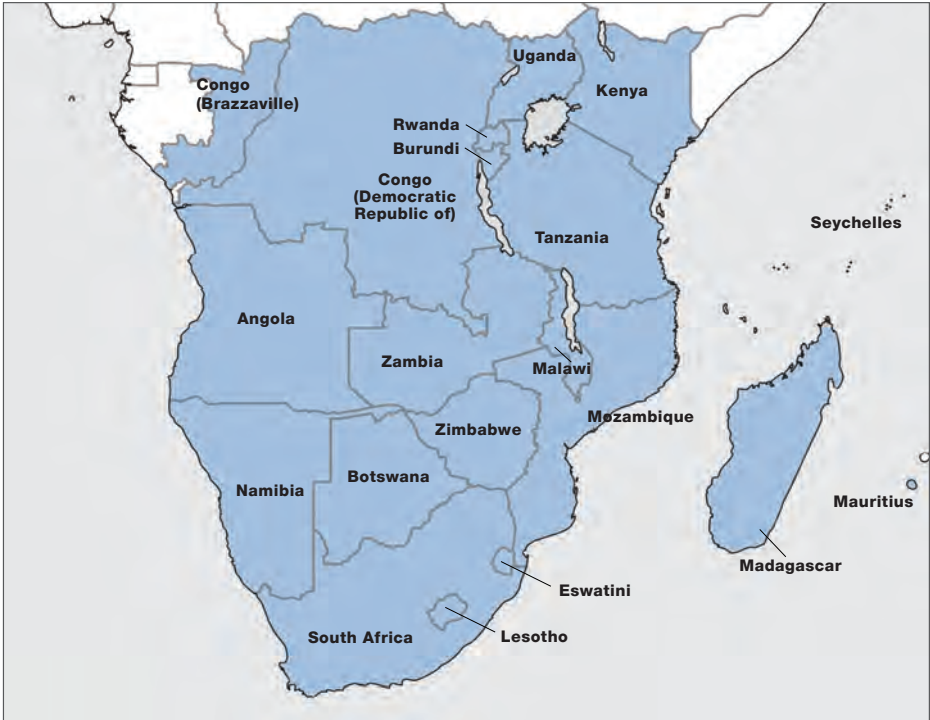 Uganda
Congo
(Brazzaville)
Kenya
Rwanda
Burundi
Congo
(Democratic
Republic of)
Seychelles
Tanzania
Angola
Zambia
Malawi
Mozambique
Zimbabwe
Botswana
Namibia
Mauritius
Madagascar
Eswatini
South Africa
Lesotho